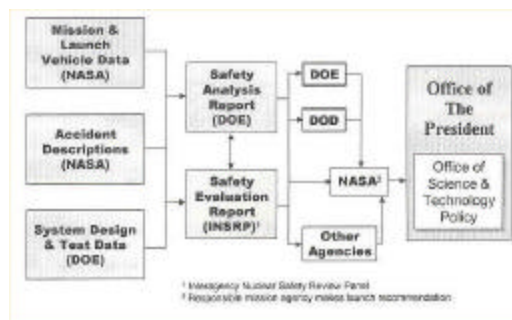 Mission &
Launch
Vehicle Data
(NASA)
Accident
Descriptions
(NASA)
System Design
& Test Data
(DOE)
Safety
Analysis
Report
(DOE)
Safety
Evaluation
Report
(INSRP)¹
DOE
DOD
NASA²
Other
Agencies
Office of
The
President
Office of
Science &
Technology
Policy
¹ Interagency Nuclear Safety Review Panel
² Responsible mission agency makes launch recommendation